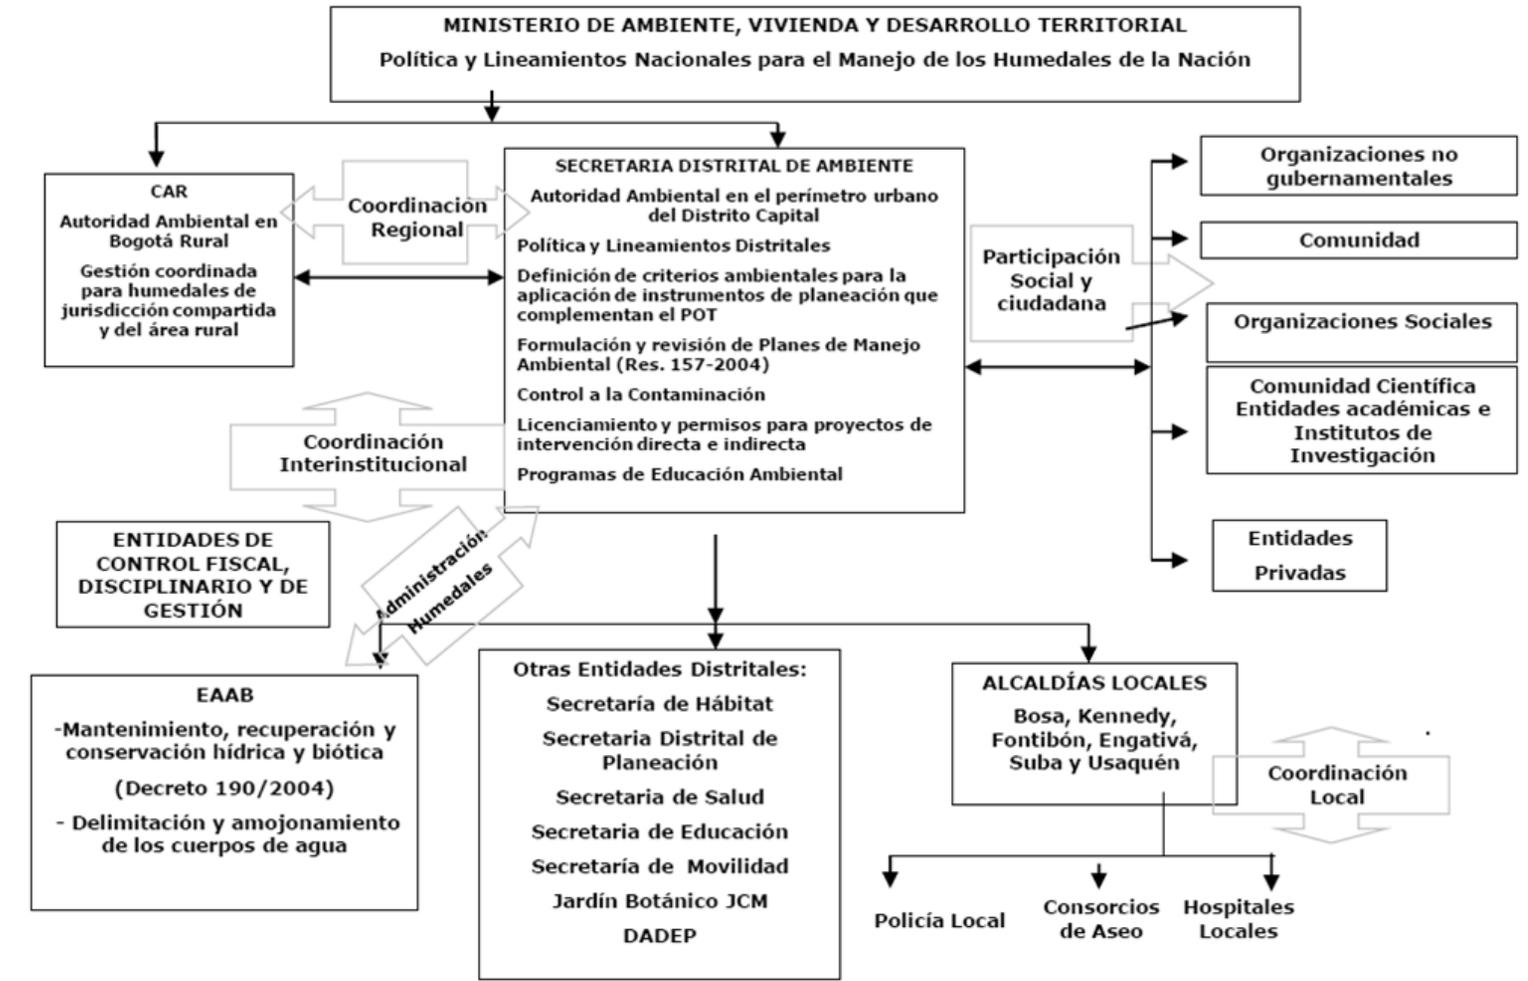 MINISTERIO DE AMBIENTE, VIVIENDA Y DESARROLLO TERRITORIAL
Política y Lineamientos Nacionales para el Manejo de los Humedales de la Nación
CAR
Autoridad Ambiental en
Bogotá Rural
Gestión coordinada
para humedales de
jurisdicción compartida
y del área rural
Coordinación
Regional
SECRETARIA DISTRITAL DE AMBIENTE
Autoridad Ambiental en el perímetro urbano
del Distrito Capital
Política y Lineamientos Distritales
Definición de criterios ambientales para la
aplicación de instrumentos de planeación que
complementan el POT
Formulación y revisión de Planes de Manejo
Ambiental (Res. 157-2004)
Control a la Contaminación
Licenciamiento y permisos para proyectos de
intervención directa e indirecta
Programas de Educación Ambiental
Participación
Social y
ciudadana
Organizaciones no
gubernamentales
Comunidad
Organizaciones Sociales
Comunidad Científica
Entidades académicas e
Institutos de
Investigación
Entidades
Privadas
Coordinación
Interinstitucional
ENTIDADES DE
CONTROL FISCAL,
DISCIPLINARIO Y DE
GESTIÓN
Administración
Humedales
EAAB
-Mantenimiento, recuperación y
conservación hídrica y biótica
(Decreto 190/2004)
- Delimitación y amojonamiento
de los cuerpos de agua
Otras Entidades Distritales:
Secretaría de Hábitat
Secretaria Distrital de
Planeación
Secretaria de Salud
Secretaria de Educación
Secretaría de Movilidad
Jardín Botánico JCM
DADEP
ALCALDÍAS LOCALES
Bosa, Kennedy,
Fontibón, Engativá,
Suba y Usaquén
Coordinación
Local
Policía Local
Consorcios
de Aseo
Hospitales
Locales